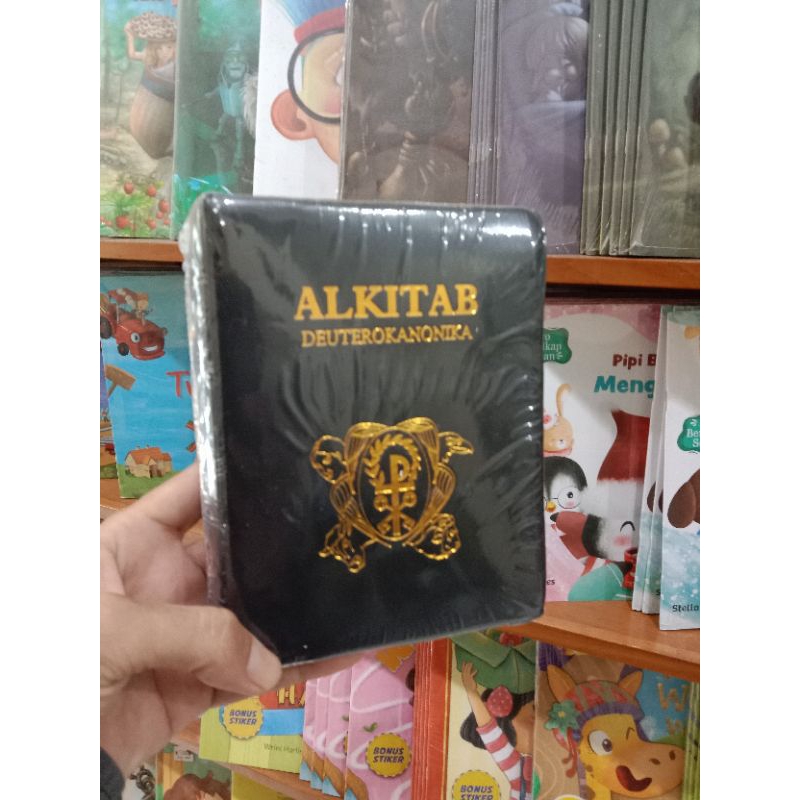 ALKITAB
DEUTEROKANONIKA
Pipi B
Meng
BONUS
STIKER
BONUS
STIKER
BONUS
STIKER